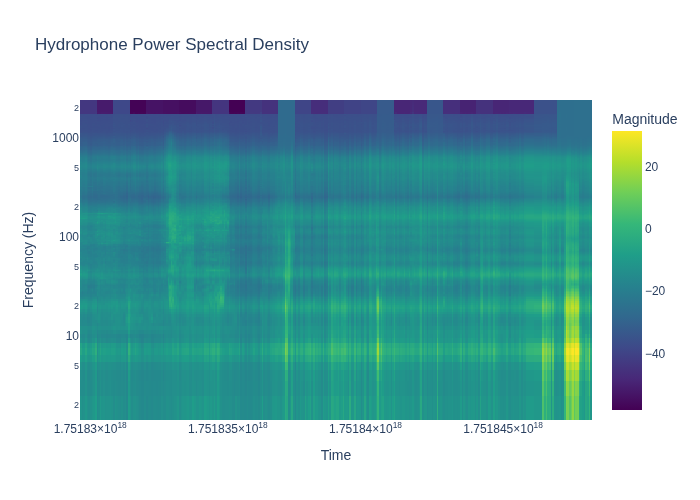 Hydrophone Power Spectral Density
Magnitude
20
0
−20
−40
2
1000
5
2
100
5
2
10
5
2
Frequency (Hz)
1.75183×10¹⁸ 1.751835×10¹⁸ 1.75184×10¹⁸ 1.751845×10¹⁸
Time